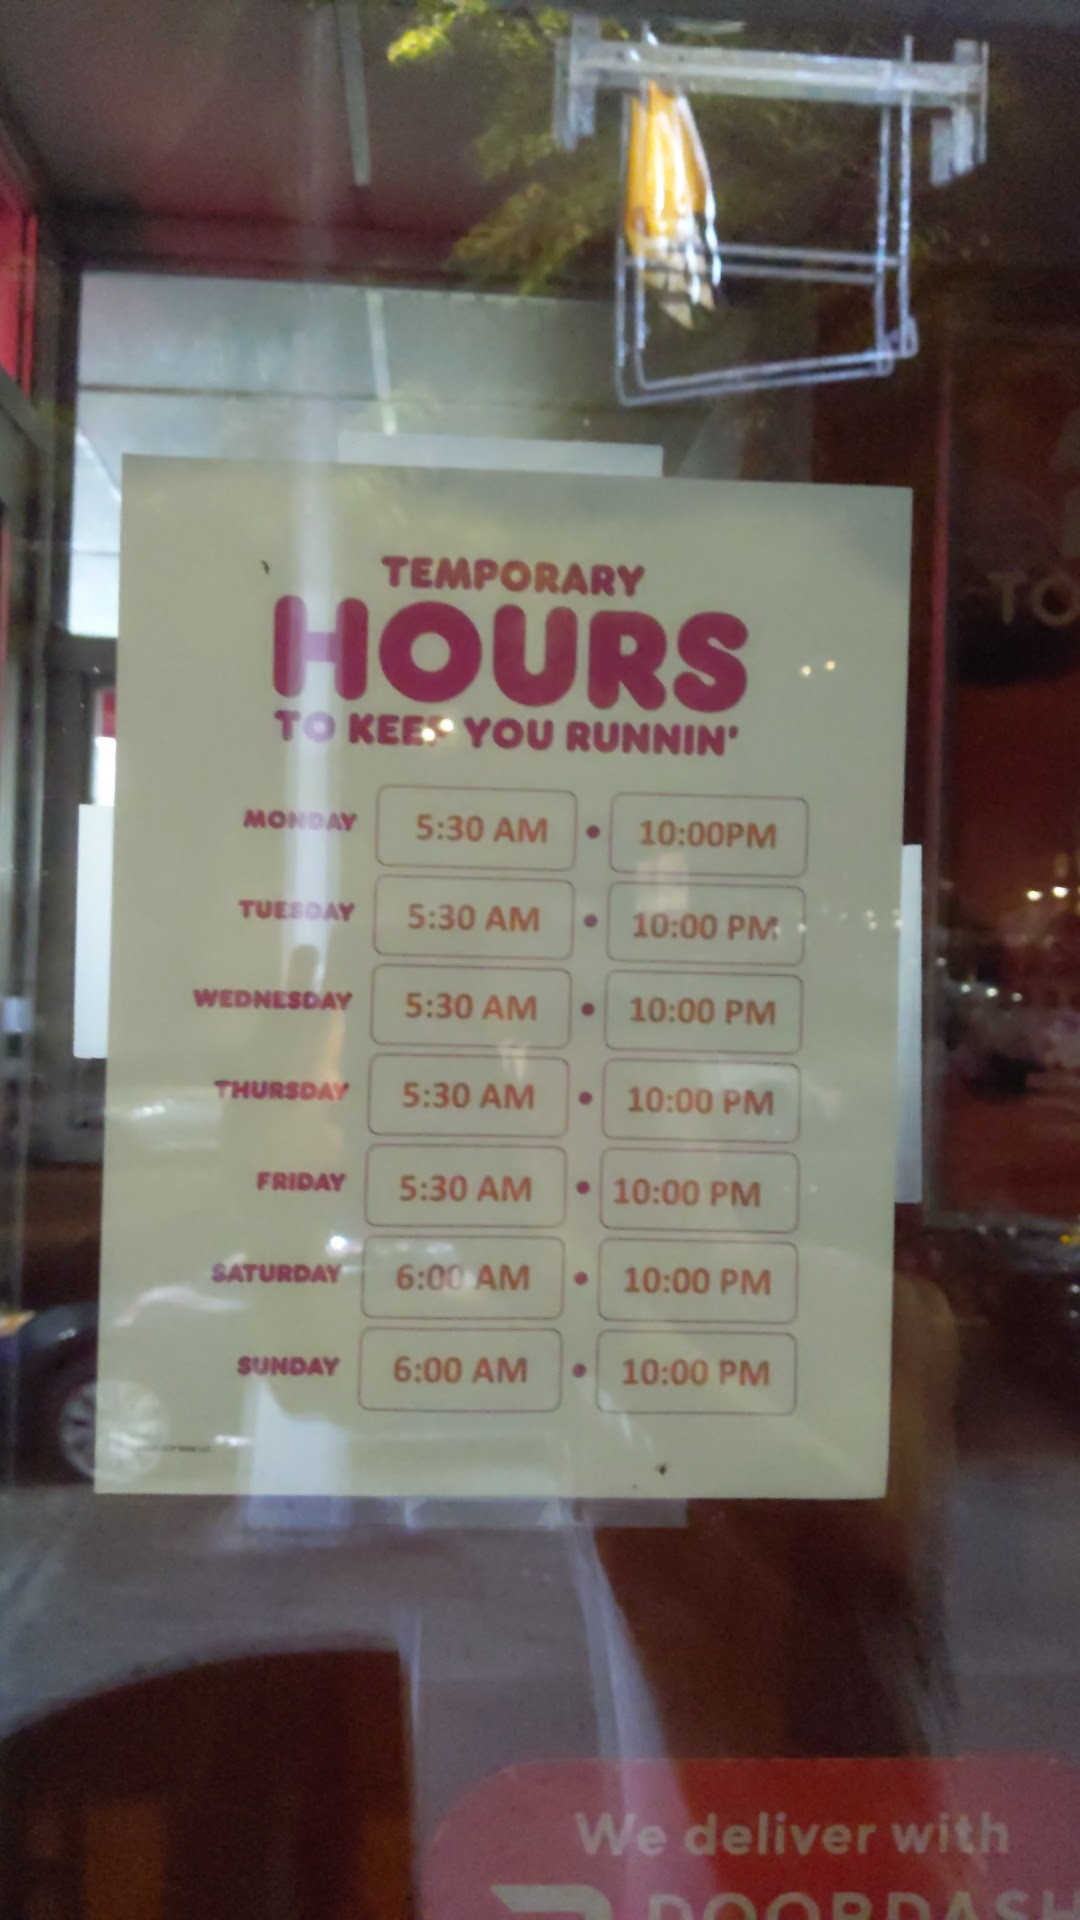 TEMPORARY
HOURS
TO KEEP YOU RUNNIN'
MONDAY 5:30 AM • 10:00PM
TUESDAY 5:30 AM • 10:00 PM
WEDNESDAY 5:30 AM • 10:00 PM
THURSDAY 5:30 AM • 10:00 PM
FRIDAY 5:30 AM • 10:00 PM
SATURDAY 6:00 AM • 10:00 PM
SUNDAY 6:00 AM • 10:00 PM
TO
We deliver with
DOORDASH